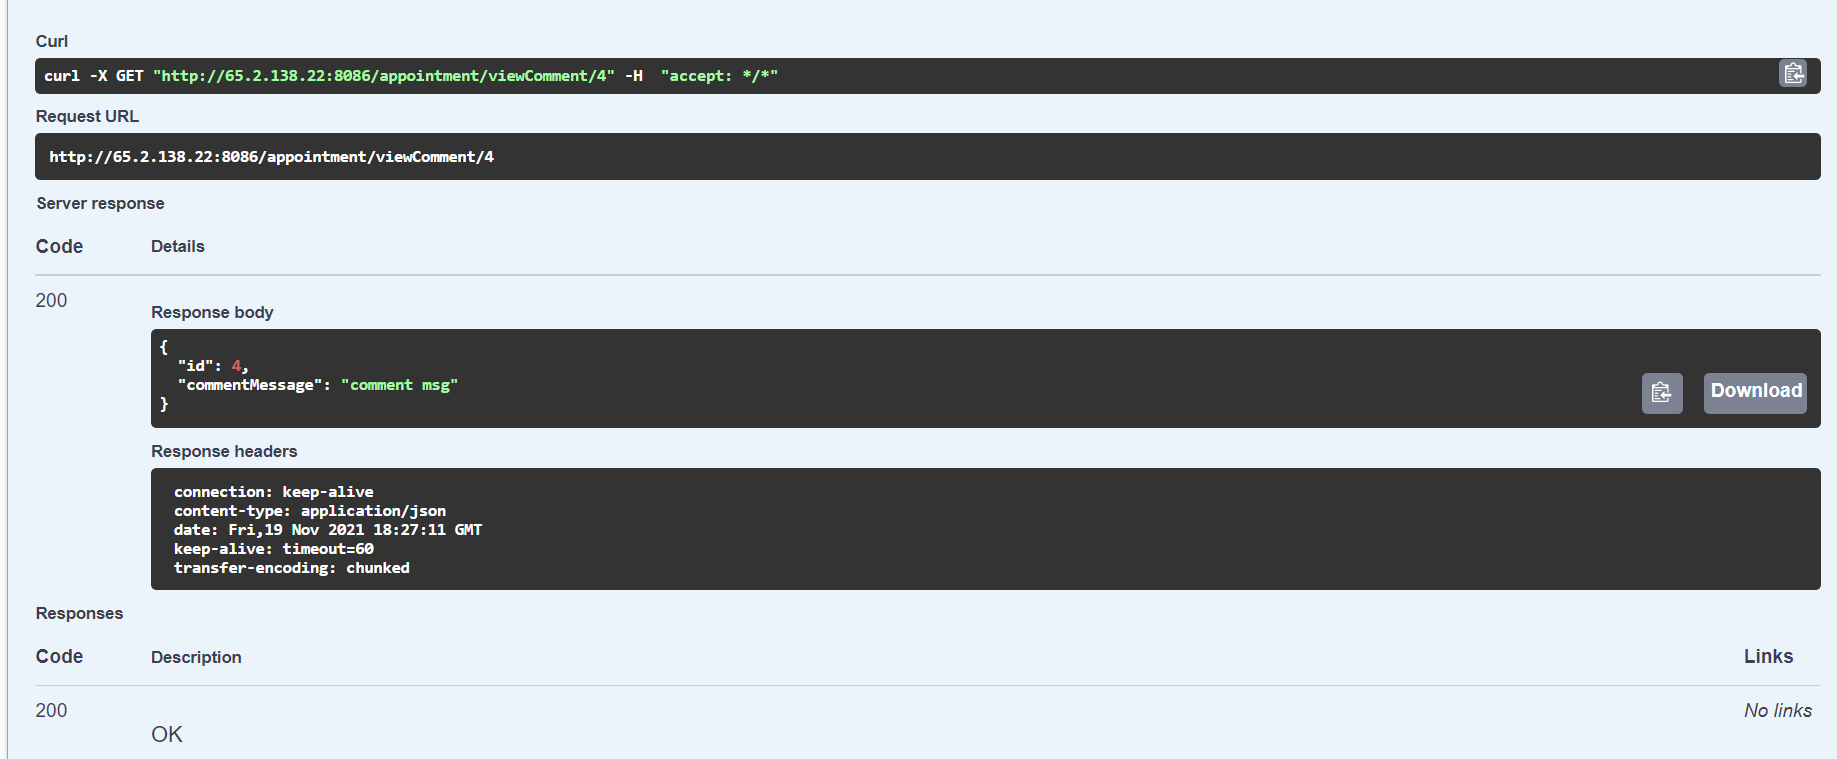 Curl
curl -X GET "http://65.2.138.22:8086/appointment/viewComment/4" -H  "accept: */*"
Request URL
http://65.2.138.22:8086/appointment/viewComment/4
Server response
Code Details
200
Response body
{
  "id": 4,
  "commentMessage": "comment msg"
}
Download
Response headers
connection: keep-alive
content-type: application/json
date: Fri,19 Nov 2021 18:27:11 GMT
keep-alive: timeout=60
transfer-encoding: chunked
Responses
Code Description Links
200 No links
OK